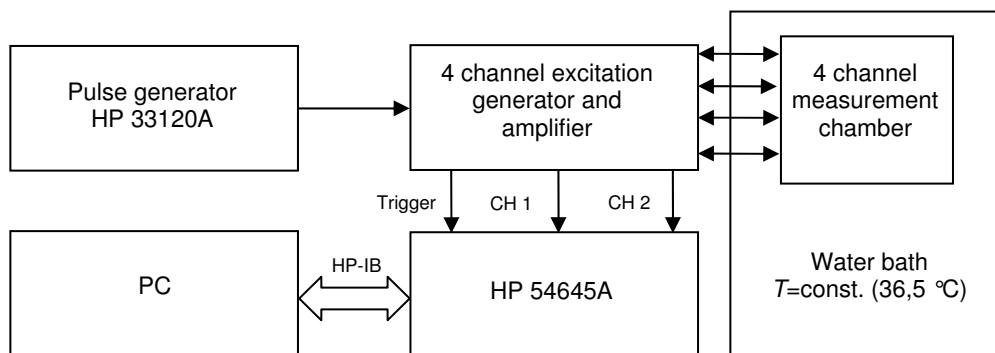 Pulse generator
HP 33120A
4 channel excitation
generator and
amplifier
4 channel
measurement
chamber
Trigger
CH 1
CH 2
PC
HP-IB
HP 54645A
Water bath
T=const. (36,5 °C)